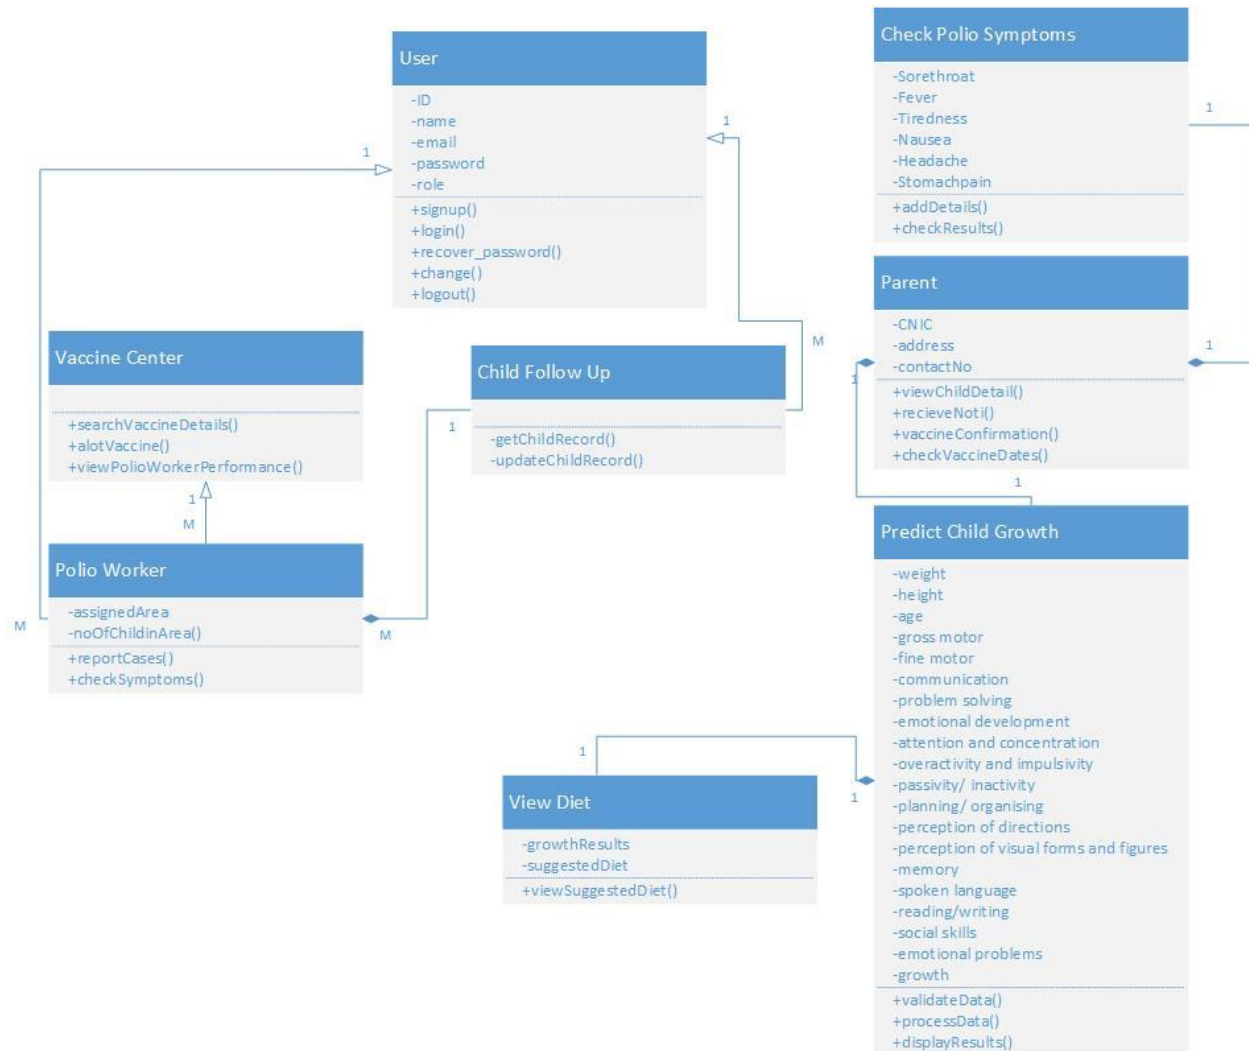 User
-ID
-name
-email
-password
-role
+signup()
+login()
+recover_password()
+change()
+logout()
1
1
M
M
Check Polio Symptoms
-Sorethroat
-Fever
-Tiredness
-Nausea
-Headache
-Stomachpain
+addDetails()
+checkResults()
1
Parent
-CNIC
-address
-contactNo
+viewChildDetail()
+recieveNoti()
+vaccineConfirmation()
+checkVaccineDates()
1
1
1
Vaccine Center
+searchVaccineDetails()
+alotVaccine()
+viewPolioWorkerPerformance()
1
M
Child Follow Up
-getChildRecord()
-updateChildRecord()
1
Polio Worker
-assignedArea
-noOfChildinArea()
+reportCases()
+checkSymptoms()
M
Predict Child Growth
-weight
-height
-age
-gross motor
-fine motor
-communication
-problem solving
-emotional development
-attention and concentration
-overactivity and impulsivity
-passivity/ inactivity
-planning/ organising
-perception of directions
-perception of visual forms and figures
-memory
-spoken language
-reading/writing
-social skills
-emotional problems
-growth
+validateData()
+processData()
+displayResults()
1
1
View Diet
-growthResults
-suggestedDiet
+viewSuggestedDiet()